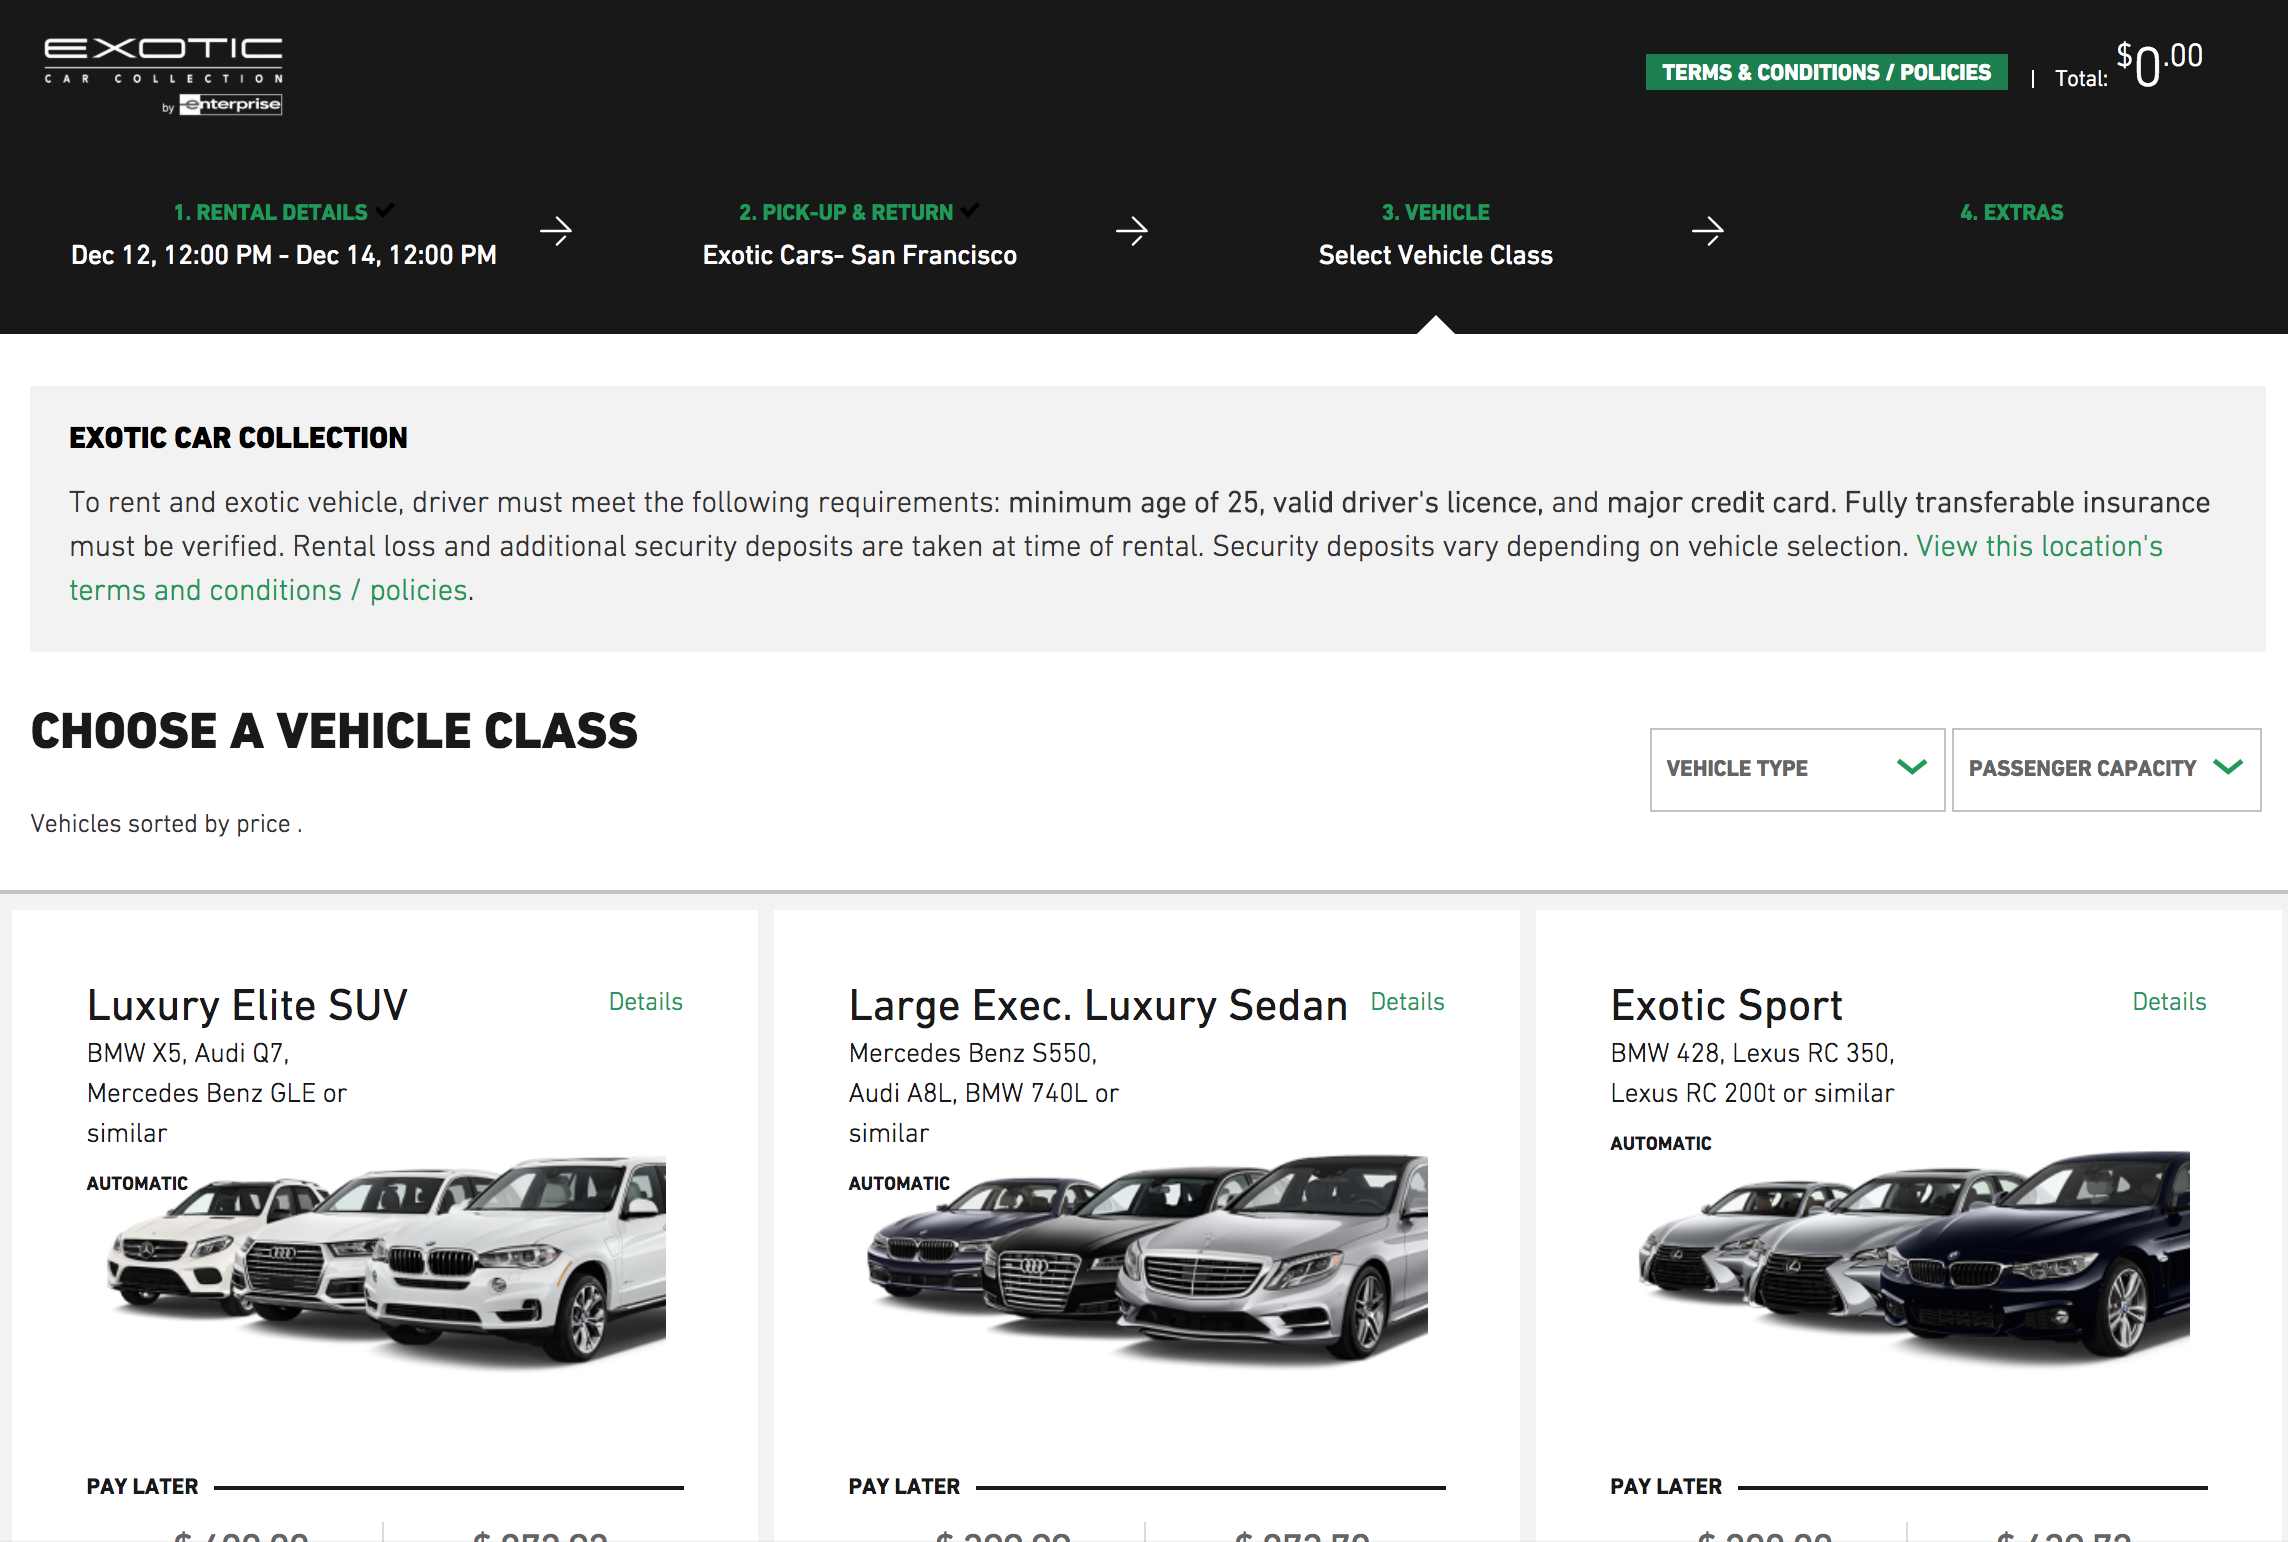 EXOTIC
CAR COLLECTION
by enterprise
TERMS & CONDITIONS / POLICIES
| Total: $0.00
1. RENTAL DETAILS
Dec 12, 12:00 PM - Dec 14, 12:00 PM
2. PICK-UP & RETURN
Exotic Cars- San Francisco
3. VEHICLE
Select Vehicle Class
4. EXTRAS
EXOTIC CAR COLLECTION
To rent and exotic vehicle, driver must meet the following requirements: minimum age of 25, valid driver's licence, and major credit card. Fully transferable insurance
must be verified. Rental loss and additional security deposits are taken at time of rental. Security deposits vary depending on vehicle selection. View this location's
terms and conditions / policies.
CHOOSE A VEHICLE CLASS
VEHICLE TYPE
PASSENGER CAPACITY
Vehicles sorted by price .
Luxury Elite SUV
Details
BMW X5, Audi Q7,
Mercedes Benz GLE or
similar
AUTOMATIC
PAY LATER
Large Exec. Luxury Sedan
Details
Mercedes Benz S550,
Audi A8L, BMW 740L or
similar
AUTOMATIC
PAY LATER
Exotic Sport
Details
BMW 428, Lexus RC 350,
Lexus RC 200t or similar
AUTOMATIC
PAY LATER